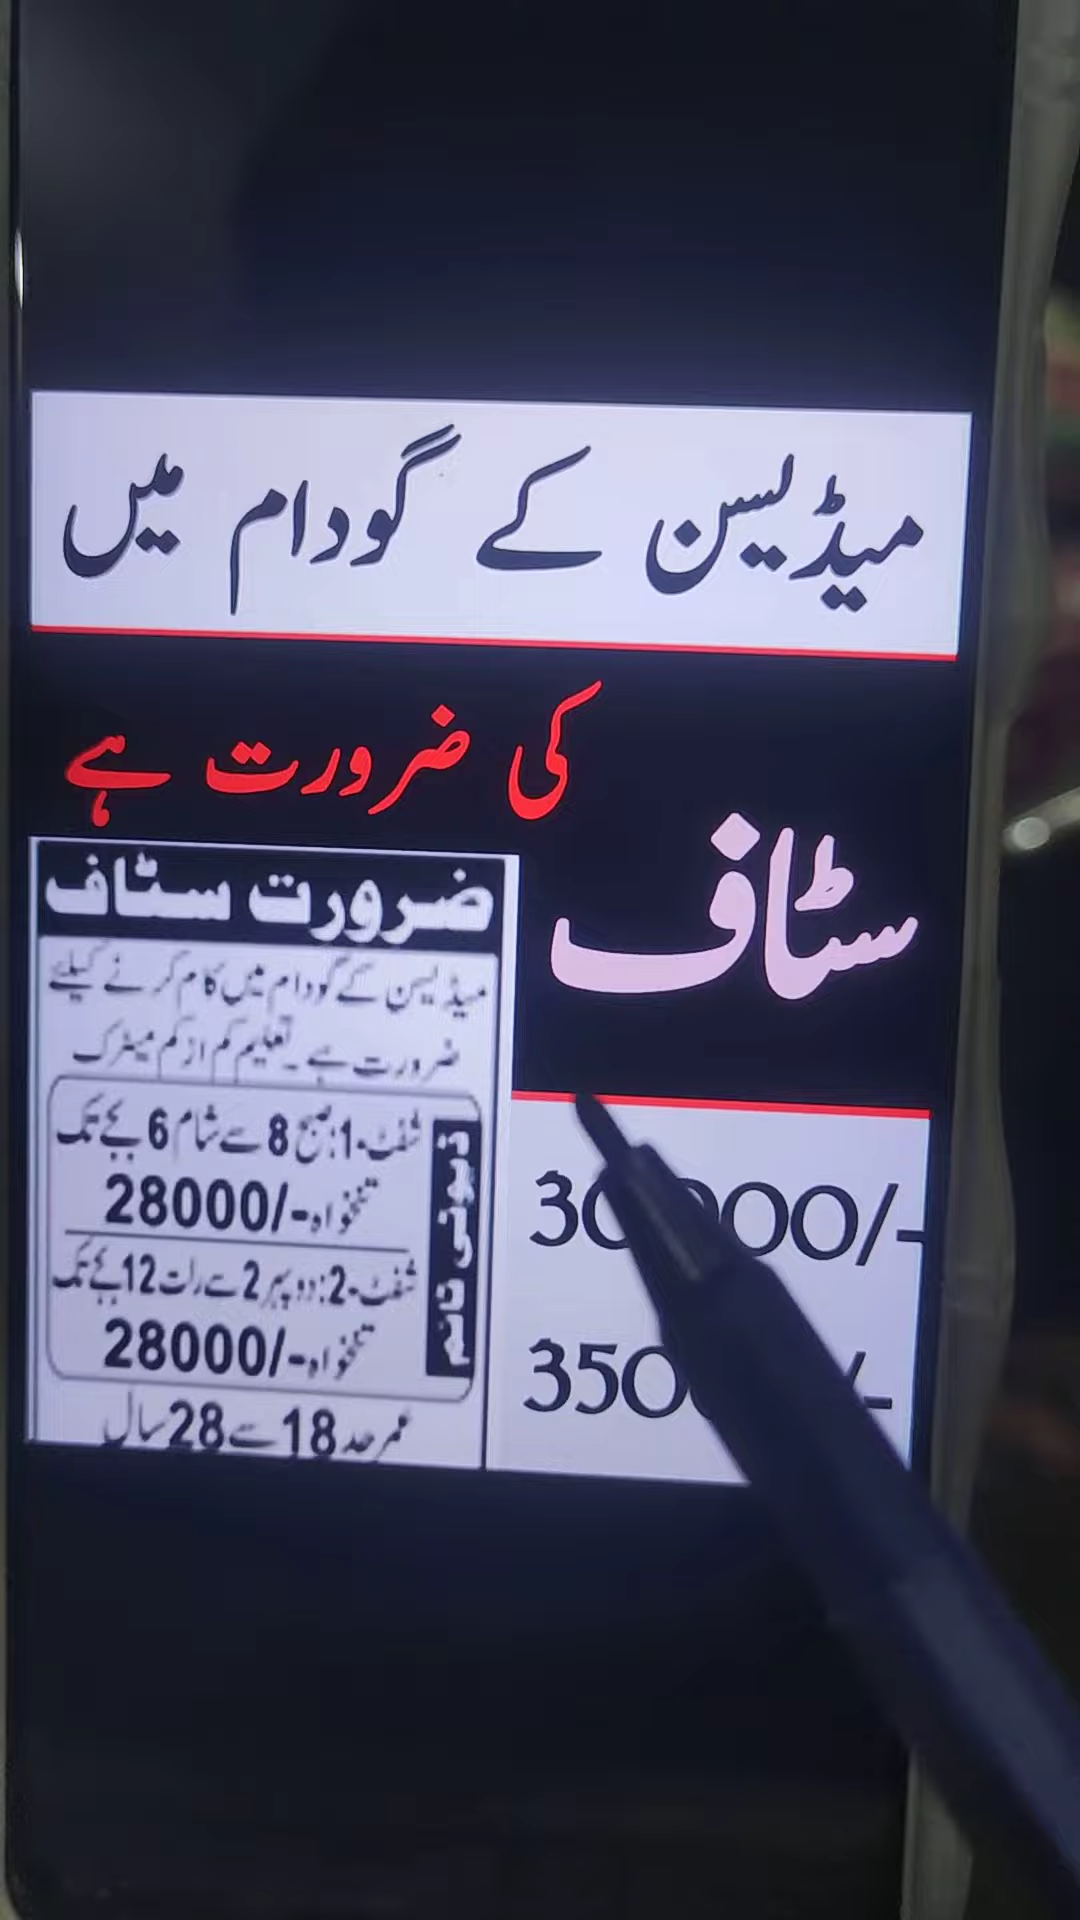 میڈیسن کے گودام میں
کی ضرورت ہے
سٹاف
ضرورت سٹاف
میڈیسن کے گودام میں کام کرنے کیلئے
ضرورت ہے۔ تعلیم کم از کم میٹرک
ڈیوٹی ٹائم
شفٹ-1: صبح 8 سے شام 6 بجے تک
تنخواہ -/28000
شفٹ-2: دوپہر 2 سے رات 12 بجے تک
تنخواہ -/28000
عمر حد 18 سے 28 سال